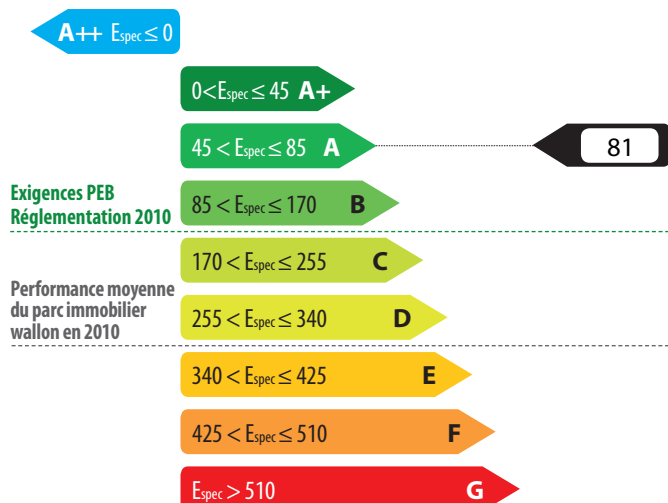 A++ Espec ≤ 0
0<Espec ≤ 45 A+
45 < Espec ≤ 85 A
81
Exigences PEB
Réglementation 2010
85 < Espec ≤ 170 B
170 < Espec ≤ 255 C
Performance moyenne
du parc immobilier
wallon en 2010
255 < Espec ≤ 340 D
340 < Espec ≤ 425 E
425 < Espec ≤ 510 F
Espec > 510 G